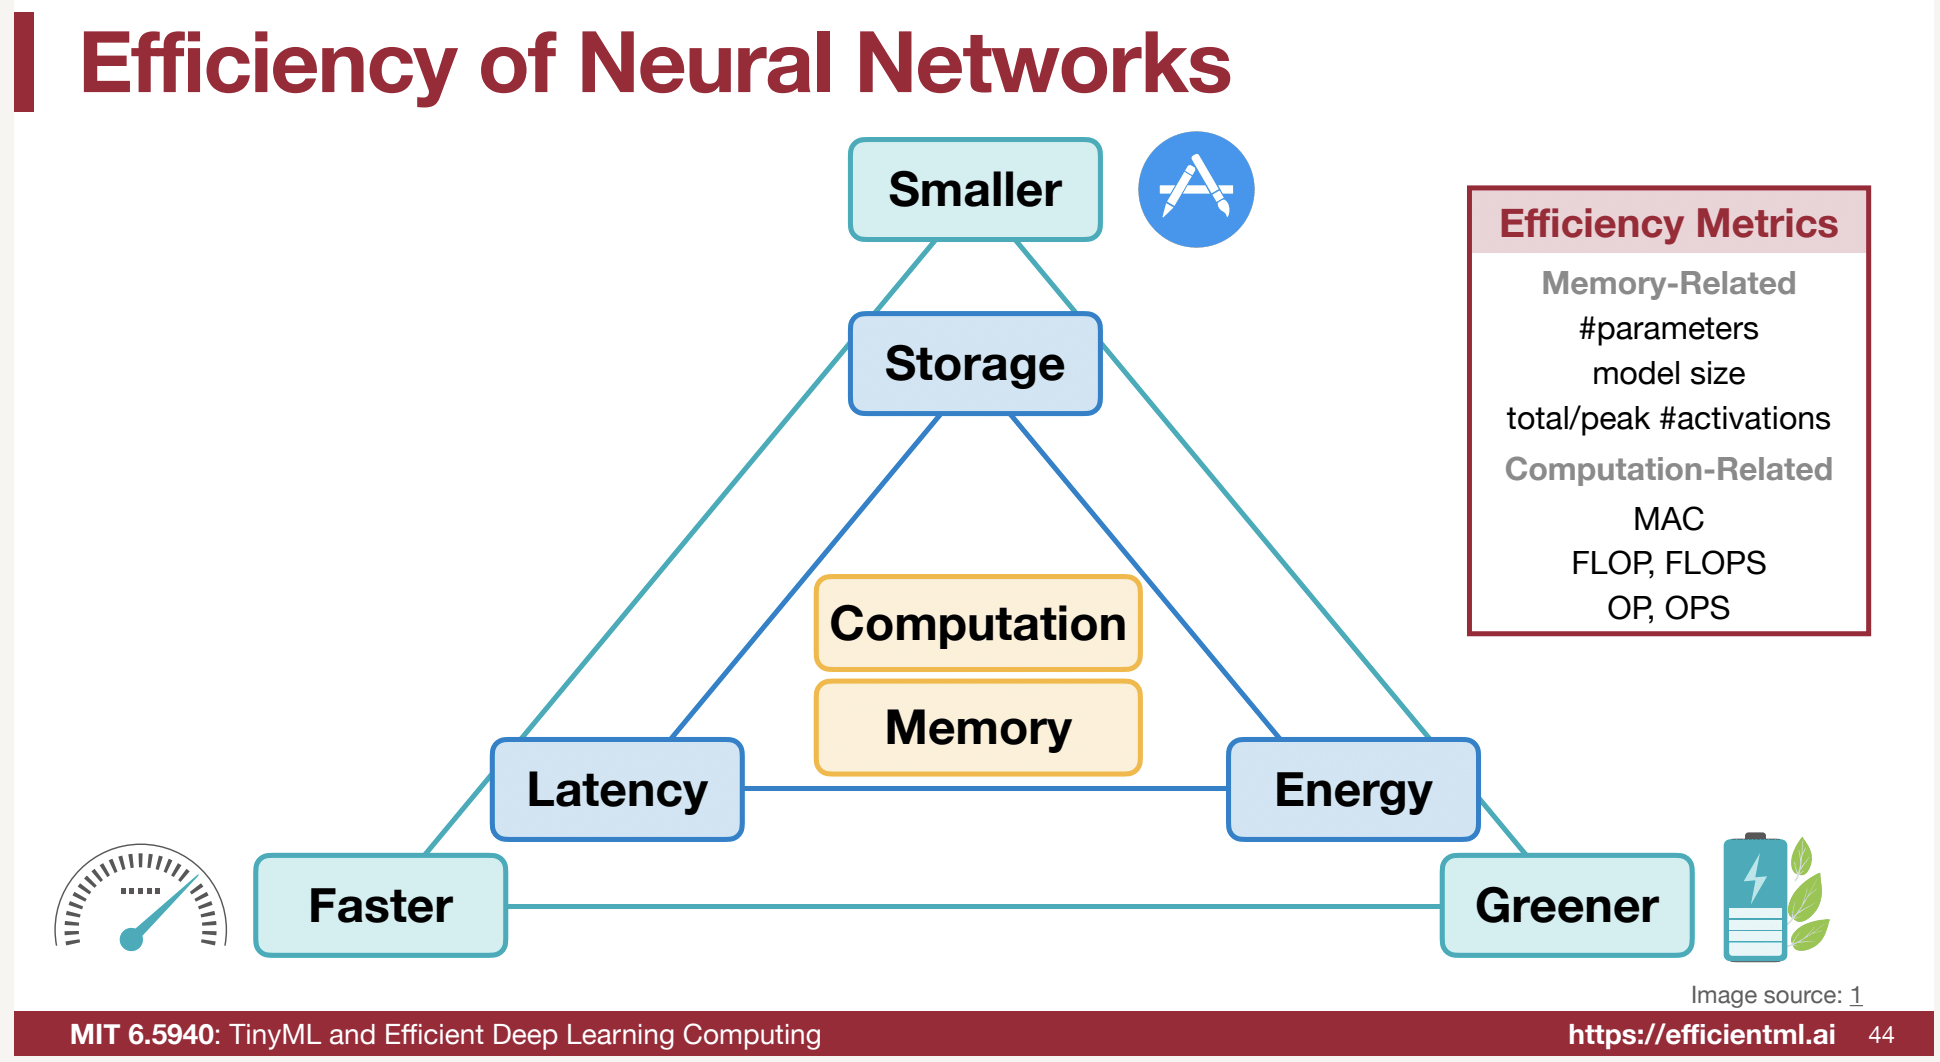 Efficiency of Neural Networks
Smaller
Storage
Computation
Memory
Latency
Energy
Faster
Greener
Efficiency Metrics
Memory-Related
#parameters
model size
total/peak #activations
Computation-Related
MAC
FLOP, FLOPS
OP, OPS
Image source: 1
MIT 6.5940: TinyML and Efficient Deep Learning Computing
https://efficientml.ai
44